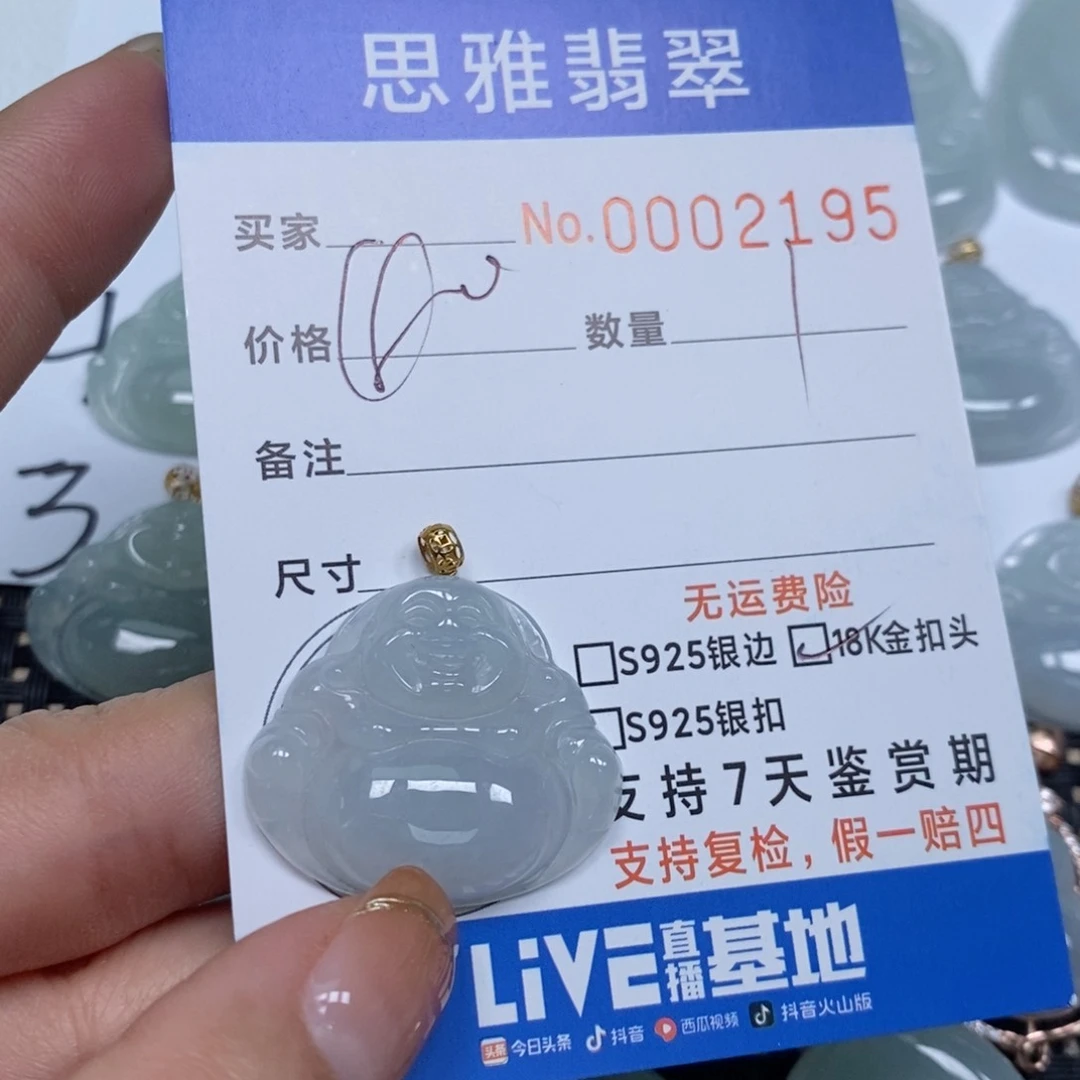 思雅翡翠
买家 No.0002195
价格 数量 1
备注
尺寸
无运费险
S925银边 18K金扣头
S925银扣
支持7天鉴赏期
支持复检，假一赔四
LiVE直播基地
头条 今日头条 抖音 西瓜视频 抖音火山版
3